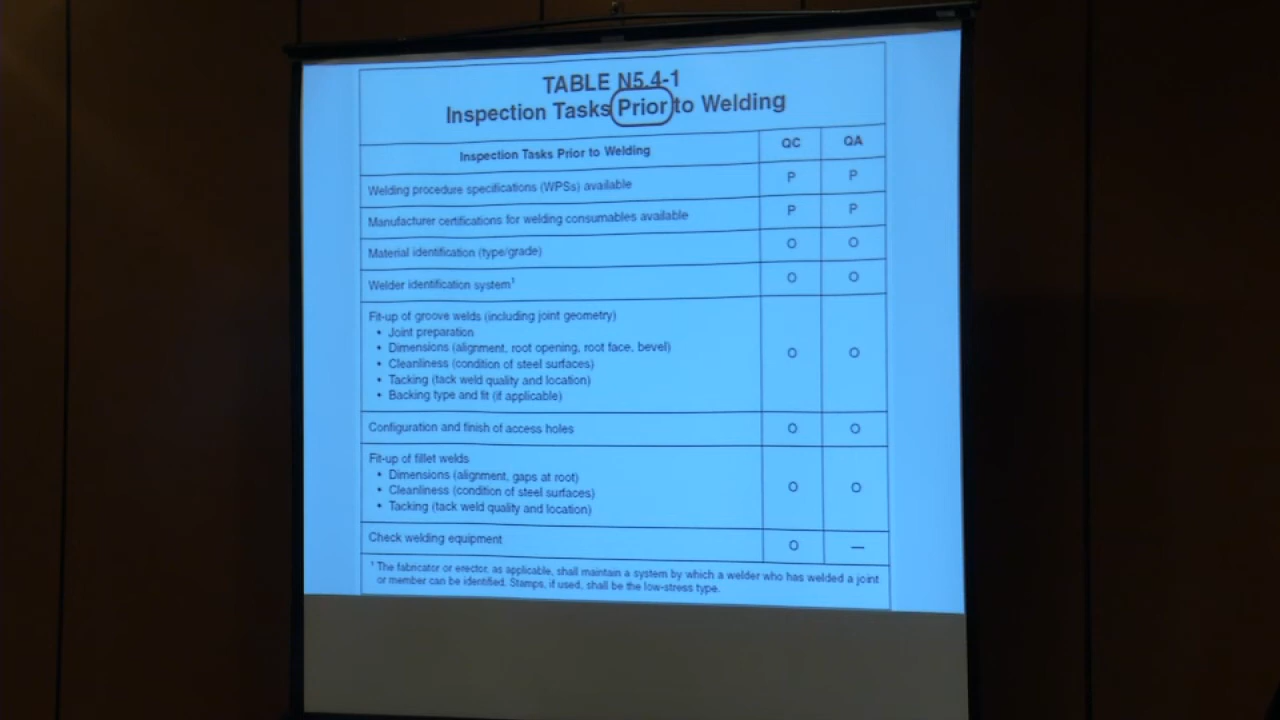 TABLE N5.4-1
Inspection Tasks Prior to Welding
Inspection Tasks Prior to Welding QC QA
Welding procedure specifications (WPSs) available P P
Manufacturer certifications for welding consumables available P P
Material identification (type/grade) O O
Welder identification system¹ O O
Fit-up of groove welds (including joint geometry)
• Joint preparation
• Dimensions (alignment, root opening, root face, bevel)
• Cleanliness (condition of steel surfaces) O O
• Tacking (tack weld quality and location)
• Backing type and fit (if applicable)
Configuration and finish of access holes O O
Fit-up of fillet welds
• Dimensions (alignment, gaps at root)
• Cleanliness (condition of steel surfaces) O O
• Tacking (tack weld quality and location)
Check welding equipment O —
¹ The fabricator or erector, as applicable, shall maintain a system by which a welder who has welded a joint
or member can be identified. Stamps, if used, shall be the low-stress type.